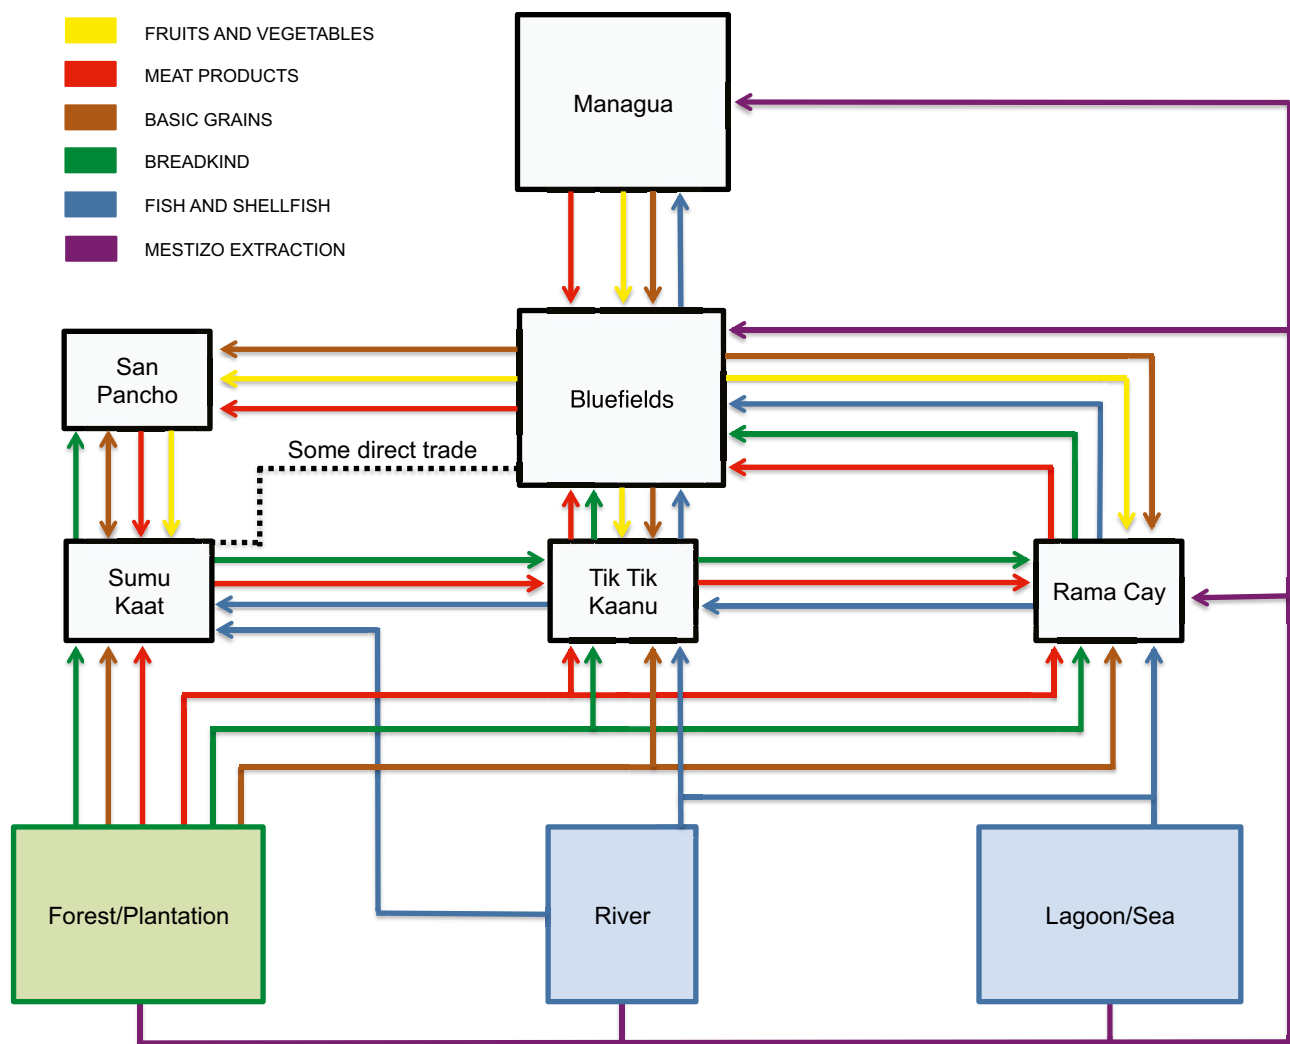 FRUITS AND VEGETABLES
MEAT PRODUCTS
BASIC GRAINS
BREADKIND
FISH AND SHELLFISH
MESTIZO EXTRACTION
Managua
San
Pancho
Bluefields
Some direct trade
Sumu
Kaat
Tik Tik
Kaanu
Rama Cay
Forest/Plantation
River
Lagoon/Sea